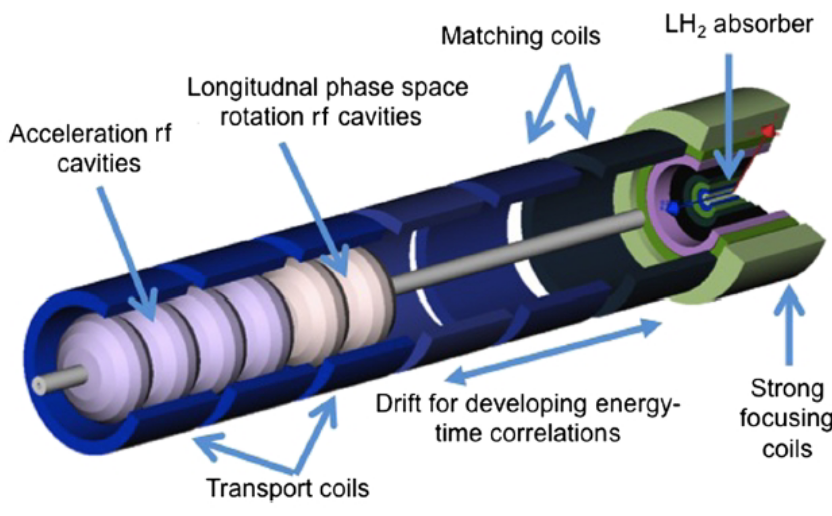 Matching coils
LH₂ absorber
Longitudnal phase space
rotation rf cavities
Acceleration rf
cavities
Drift for developing energy-
time correlations
Strong
focusing
coils
Transport coils